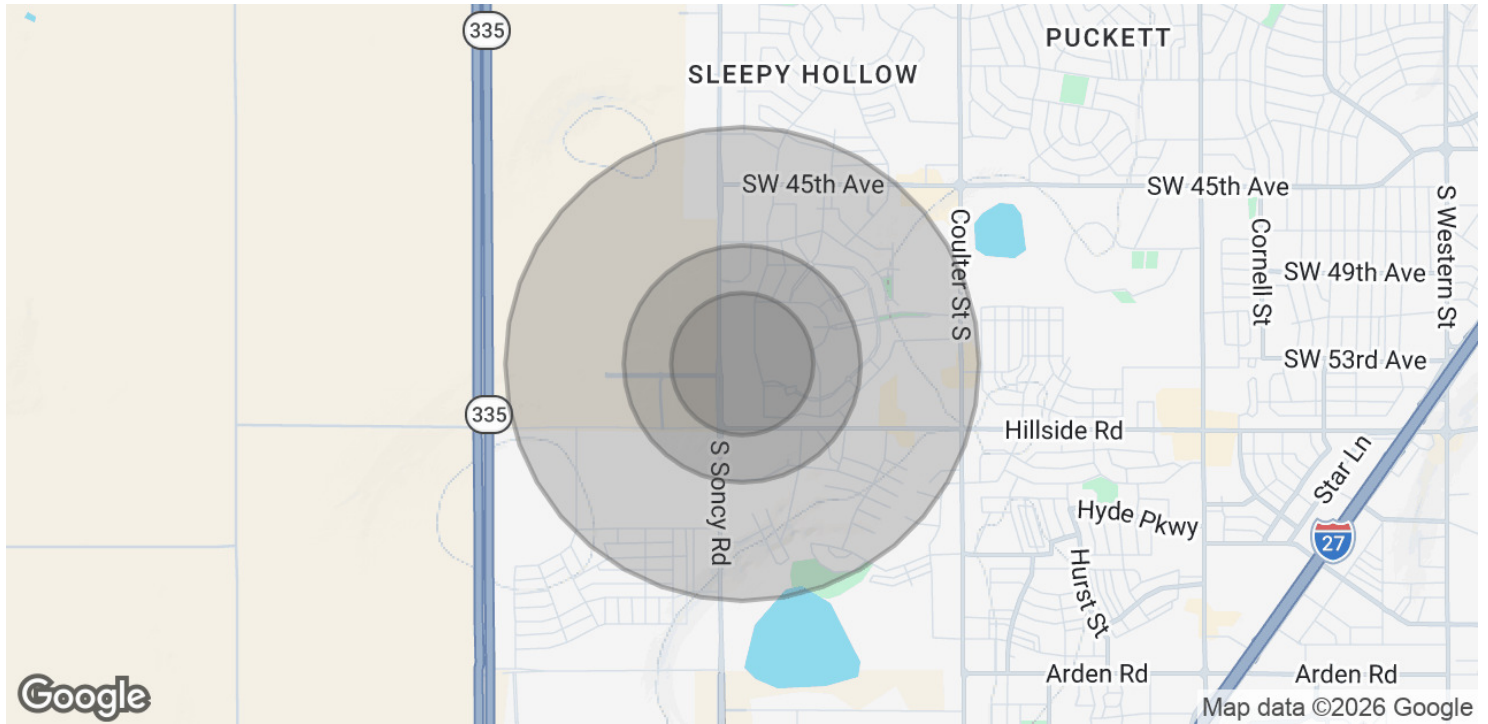 335
PUCKETT
SLEEPY HOLLOW
SW 45th Ave
SW 45th Ave
S Western St
Coulter St S
Cornell St
SW 49th Ave
SW 53rd Ave
335
Hillside Rd
S Soncy Rd
Star Ln
Hyde Pkwy
27
Hurst St
Arden Rd
Arden Rd
Google
Map data ©2026 Google